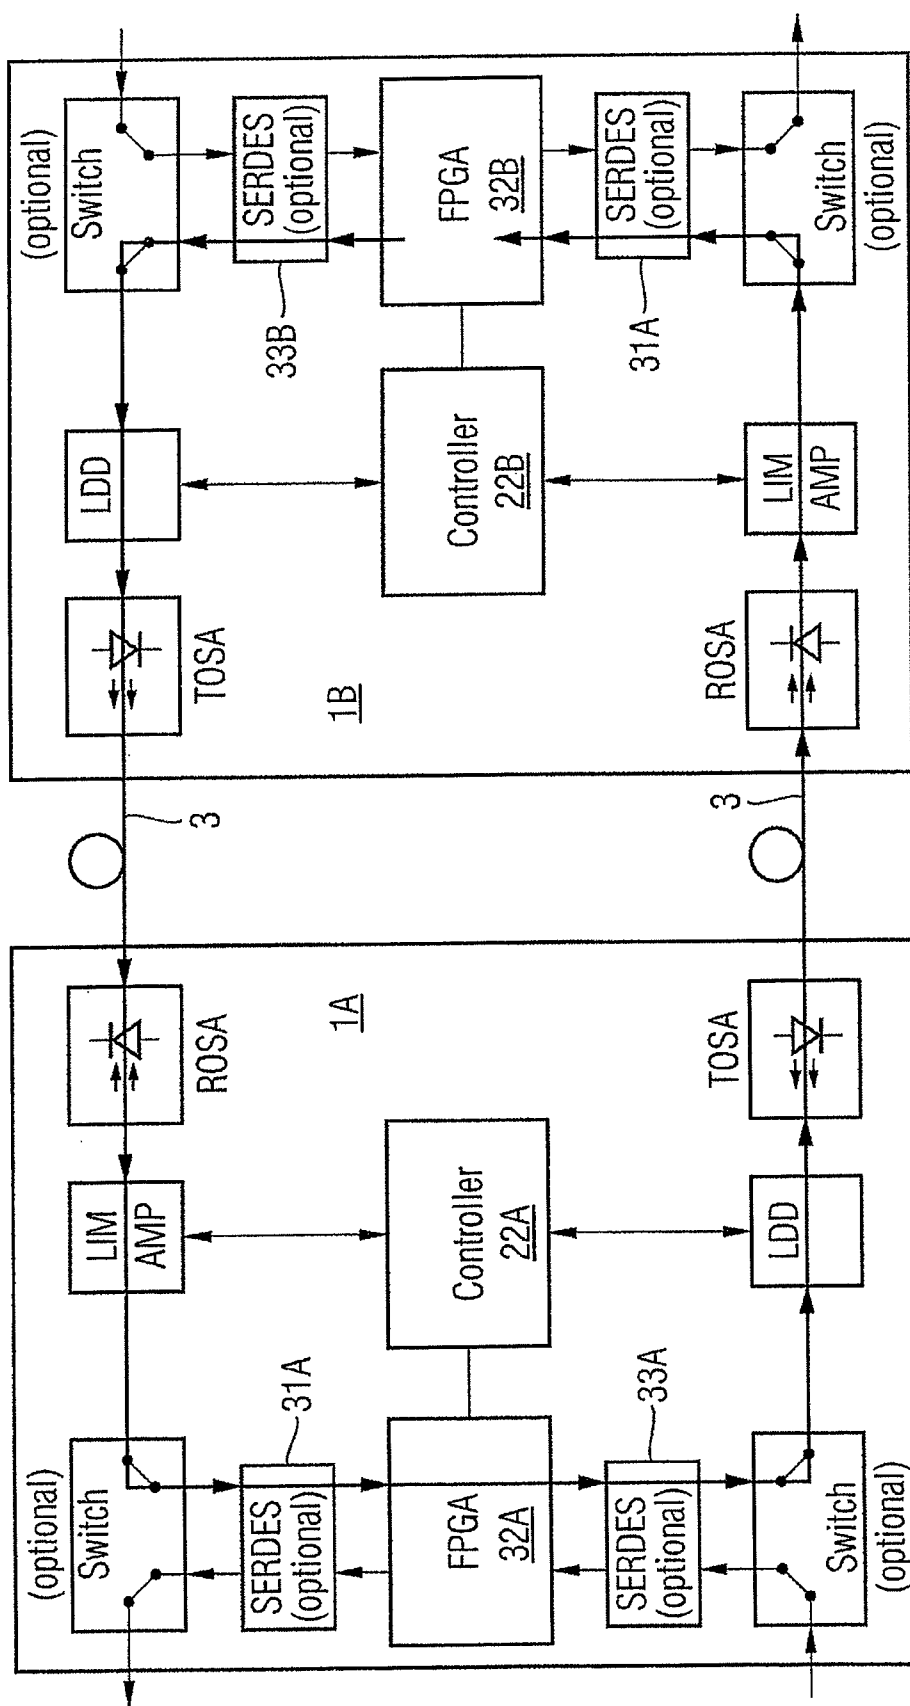 (optional)
Switch
31A
SERDES
(optional)
FPGA
32A
33A
SERDES
(optional)
Switch
(optional)
LIM
AMP
Controller
22A
LDD
ROSA
1A
TOSA
3
3
TOSA
1B
ROSA
LDD
Controller
22B
LIM
AMP
(optional)
Switch
33B
SERDES
(optional)
FPGA
32B
31A
SERDES
(optional)
Switch
(optional)